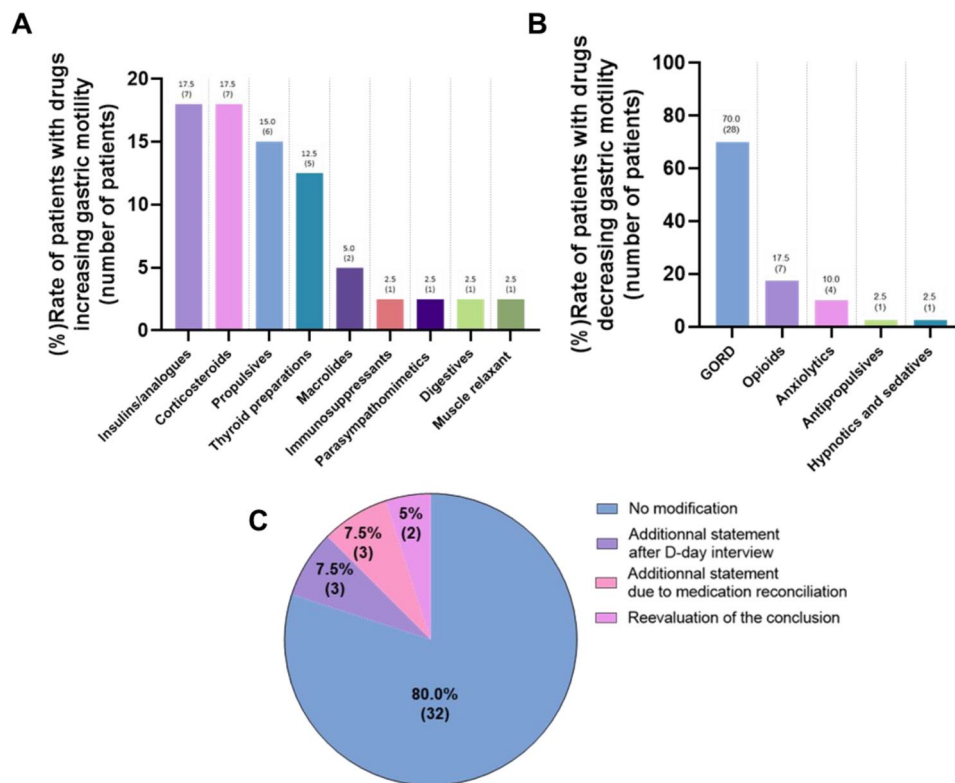 A
(%)Rate of patients with drugs
increasing gastric motility
(number of patients)
20
15
10
5
0
17.5
(7)
17.5
(7)
15.0
(6)
12.5
(5)
5.0
(2)
2.5
(1)
2.5
(1)
2.5
(1)
2.5
(1)
Insulins/analogues
Corticosteroids
Propulsives
Thyroid preparations
Macrolides
Immunosuppressants
Parasympathomimetics
Digestives
Muscle relaxant
B
(%)Rate of patients with drugs
decreasing gastric motility
(number of patients)
100
80
60
40
20
0
70.0
(28)
17.5
(7)
10.0
(4)
2.5
(1)
2.5
(1)
GORD
Opioids
Anxiolytics
Antipropulsives
Hypnotics and sedatives
C
5%
(2)
7.5%
(3)
7.5%
(3)
80.0%
(32)
No modification
Additionnal statement
after D-day interview
Additionnal statement
due to medication reconciliation
Reevaluation of the conclusion